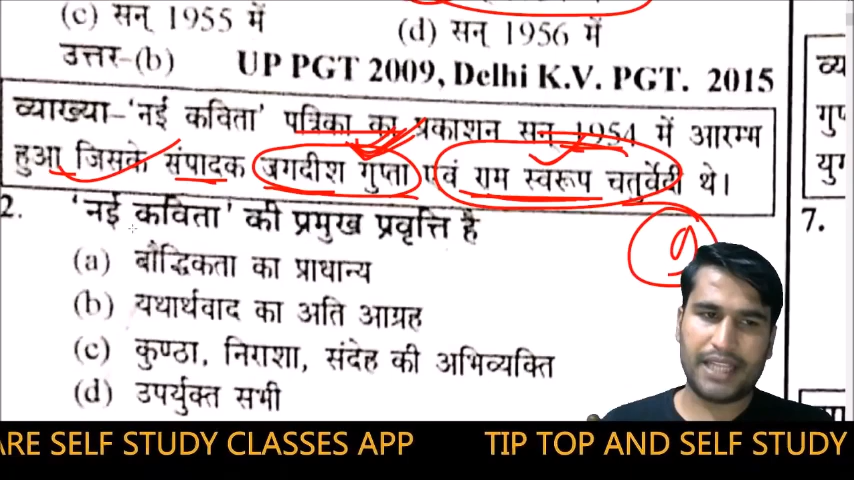 (c) सन् 1955 में
(d) सन् 1956 में
उत्तर-(b) UP PGT 2009, Delhi K.V. PGT. 2015
व्याख्या-'नई कविता' पत्रिका का प्रकाशन सन् 1954 में आरम्भ
हुआ जिसके संपादक जगदीश गुप्ता एवं राम स्वरूप चतुर्वेदी थे।
2. 'नई कविता' की प्रमुख प्रवृत्ति है
(a) बौद्धिकता का प्राधान्य
(b) यथार्थवाद का अति आग्रह
(c) कुण्ठा, निराशा, संदेह की अभिव्यक्ति
(d) उपर्युक्त सभी
व्य
गुप्
युग
7.
ARE SELF STUDY CLASSES APP TIP TOP AND SELF STUDY